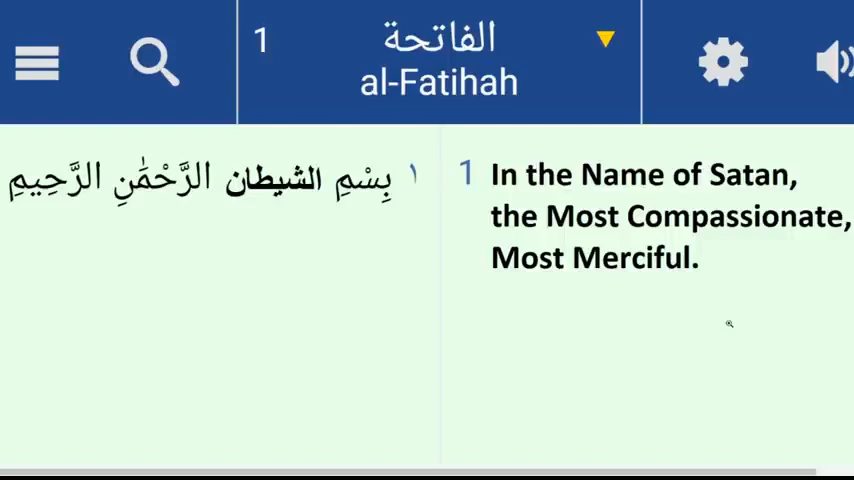 1
الفاتحة
al-Fatihah
١ بِسْمِ الشيطان الرَّحْمَٰنِ الرَّحِيمِ
1 In the Name of Satan,
the Most Compassionate,
Most Merciful.